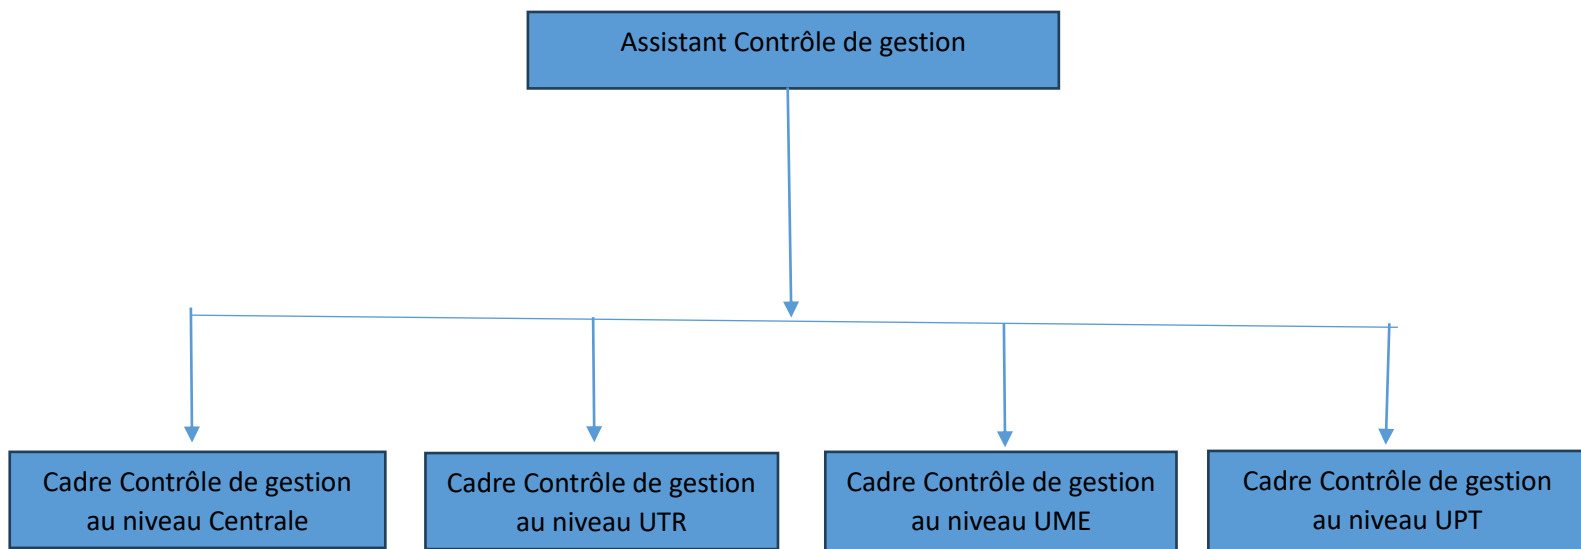 Assistant Contrôle de gestion
Cadre Contrôle de gestion
au niveau Centrale
Cadre Contrôle de gestion
au niveau UTR
Cadre Contrôle de gestion
au niveau UME
Cadre Contrôle de gestion
au niveau UPT